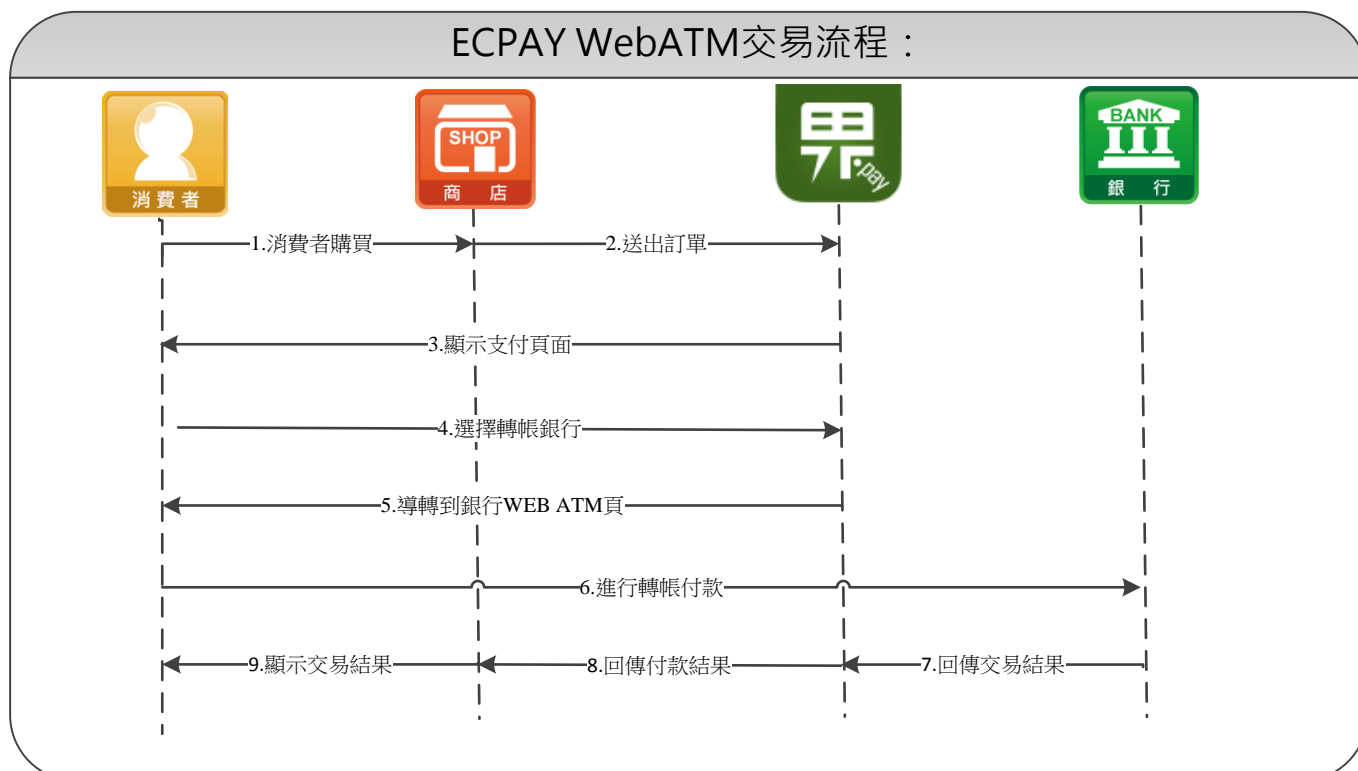 ECPAY WebATM交易流程：
消費者
SHOP
商店
.pay
BANK
銀行
1.消費者購買
2.送出訂單
3.顯示支付頁面
4.選擇轉帳銀行
5.導轉到銀行WEB ATM頁
6.進行轉帳付款
9.顯示交易結果
8.回傳付款結果
7.回傳交易結果